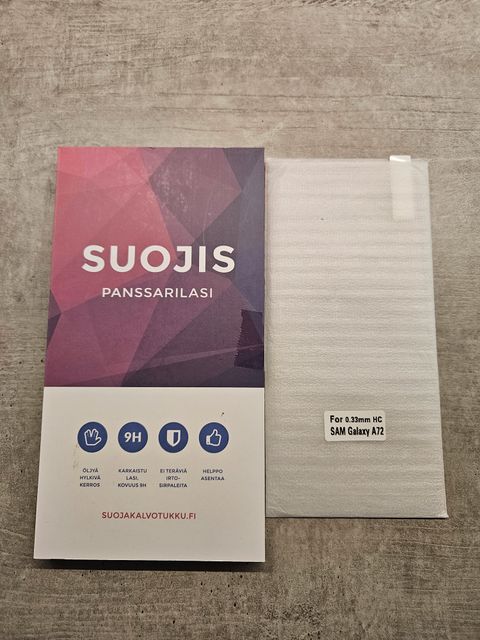 SUOJIS
PANSSARILASI
9H
ÖLJYÄ
HYLKIVÄ
KERROS
KARKAISTU
LASI,
KOVUUS 9H
EI TERÄVIÄ
IRTO-
SIRPALEITA
HELPPO
ASENTAA
SUOJAKALVOTUKKU.FI
For 0.33mm HC
SAM Galaxy A72